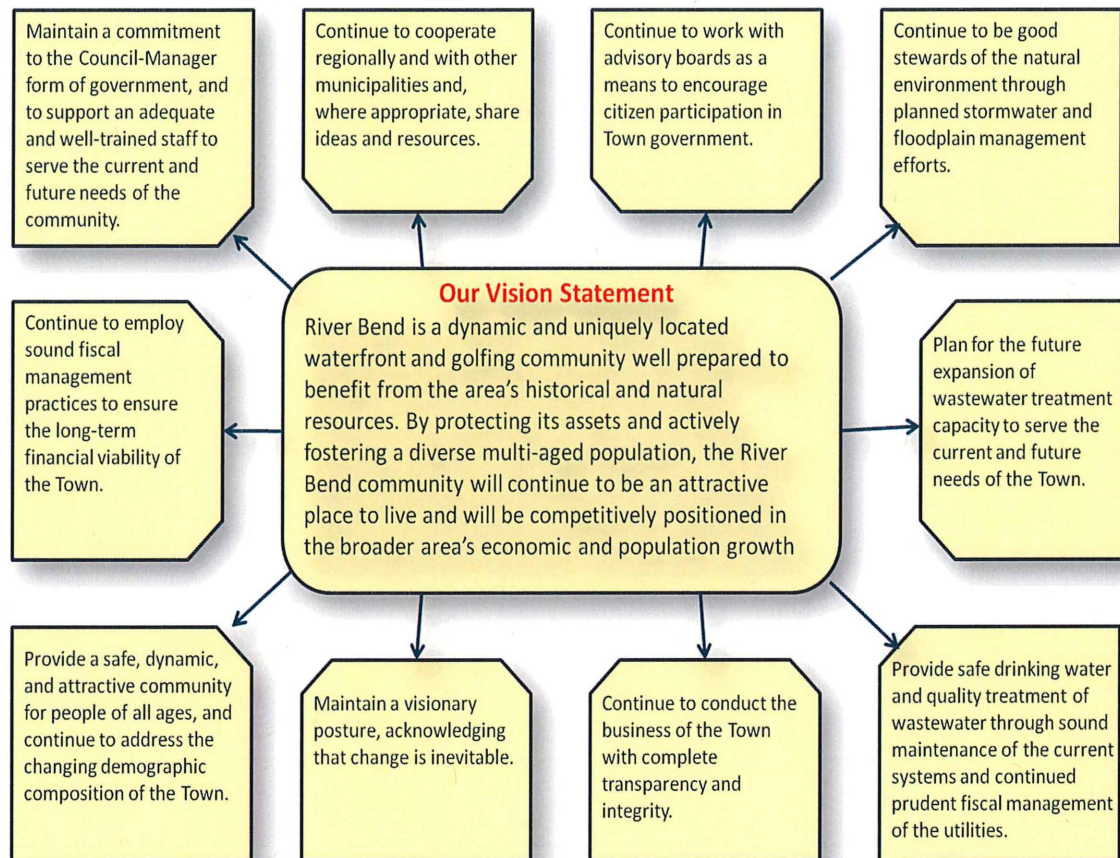 Maintain a commitment
to the Council-Manager
form of government, and
to support an adequate
and well-trained staff to
serve the current and
future needs of the
community.
Continue to cooperate
regionally and with other
municipalities and,
where appropriate, share
ideas and resources.
Continue to work with
advisory boards as a
means to encourage
citizen participation in
Town government.
Continue to be good
stewards of the natural
environment through
planned stormwater and
floodplain management
efforts.
Our Vision Statement
River Bend is a dynamic and uniquely located
waterfront and golfing community well prepared to
benefit from the area's historical and natural
resources. By protecting its assets and actively
fostering a diverse multi-aged population, the River
Bend community will continue to be an attractive
place to live and will be competitively positioned in
the broader area's economic and population growth
Continue to employ
sound fiscal
management
practices to ensure
the long-term
financial viability of
the Town.
Plan for the future
expansion of
wastewater treatment
capacity to serve the
current and future
needs of the Town.
Provide a safe, dynamic,
and attractive community
for people of all ages, and
continue to address the
changing demographic
composition of the Town.
Maintain a visionary
posture, acknowledging
that change is inevitable.
Continue to conduct the
business of the Town
with complete
transparency and
integrity.
Provide safe drinking water
and quality treatment of
wastewater through sound
maintenance of the current
systems and continued
prudent fiscal management
of the utilities.